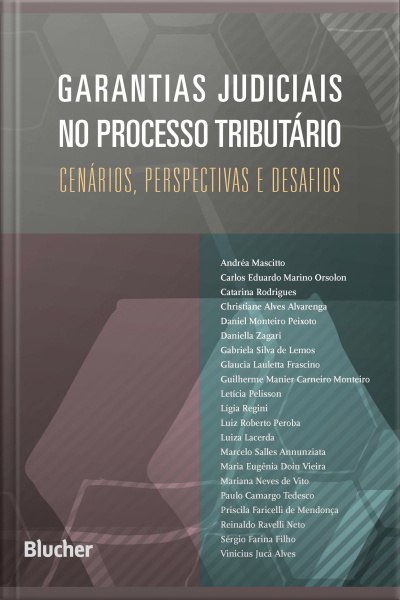 GARANTIAS JUDICIAIS
NO PROCESSO TRIBUTÁRIO
CENÁRIOS, PERSPECTIVAS E DESAFIOS
Andréa Mascitto
Carlos Eduardo Marino Orsolon
Catarina Rodrigues
Christiane Alves Alvarenga
Daniel Monteiro Peixoto
Daniella Zagari
Gabriela Silva de Lemos
Glaucia Lauletta Frascino
Guilherme Manier Carneiro Monteiro
Letícia Pelisson
Lígia Regini
Luiz Roberto Peroba
Luiza Lacerda
Marcelo Salles Annunziata
Maria Eugênia Doin Vieira
Mariana Neves de Vito
Paulo Camargo Tedesco
Priscila Faricelli de Mendonça
Reinaldo Ravelli Neto
Sérgio Farina Filho
Vinicius Jucá Alves
Blucher